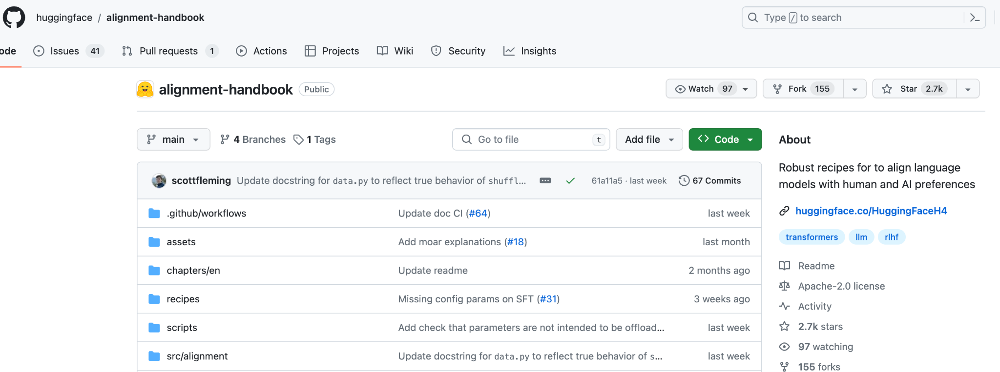 huggingface / alignment-handbook
Type / to search
ode Issues 41 Pull requests 1 Actions Projects Wiki Security Insights
alignment-handbook Public
Watch 97 Fork 155 Star 2.7k
main 4 Branches 1 Tags Go to file t Add file Code
scottfleming Update docstring for data.py to reflect true behavior of shuffl... 61a11a5 · last week 67 Commits
.github/workflows Update doc CI (#64) last week
assets Add moar explanations (#18) last month
chapters/en Update readme 2 months ago
recipes Missing config params on SFT (#31) 3 weeks ago
scripts Add check that parameters are not intended to be offload... last week
src/alignment Update docstring for data.py to reflect true behavior of s... last week
About
Robust recipes for to align language
models with human and AI preferences
huggingface.co/HuggingFaceH4
transformers llm rlhf
Readme
Apache-2.0 license
Activity
2.7k stars
97 watching
155 forks